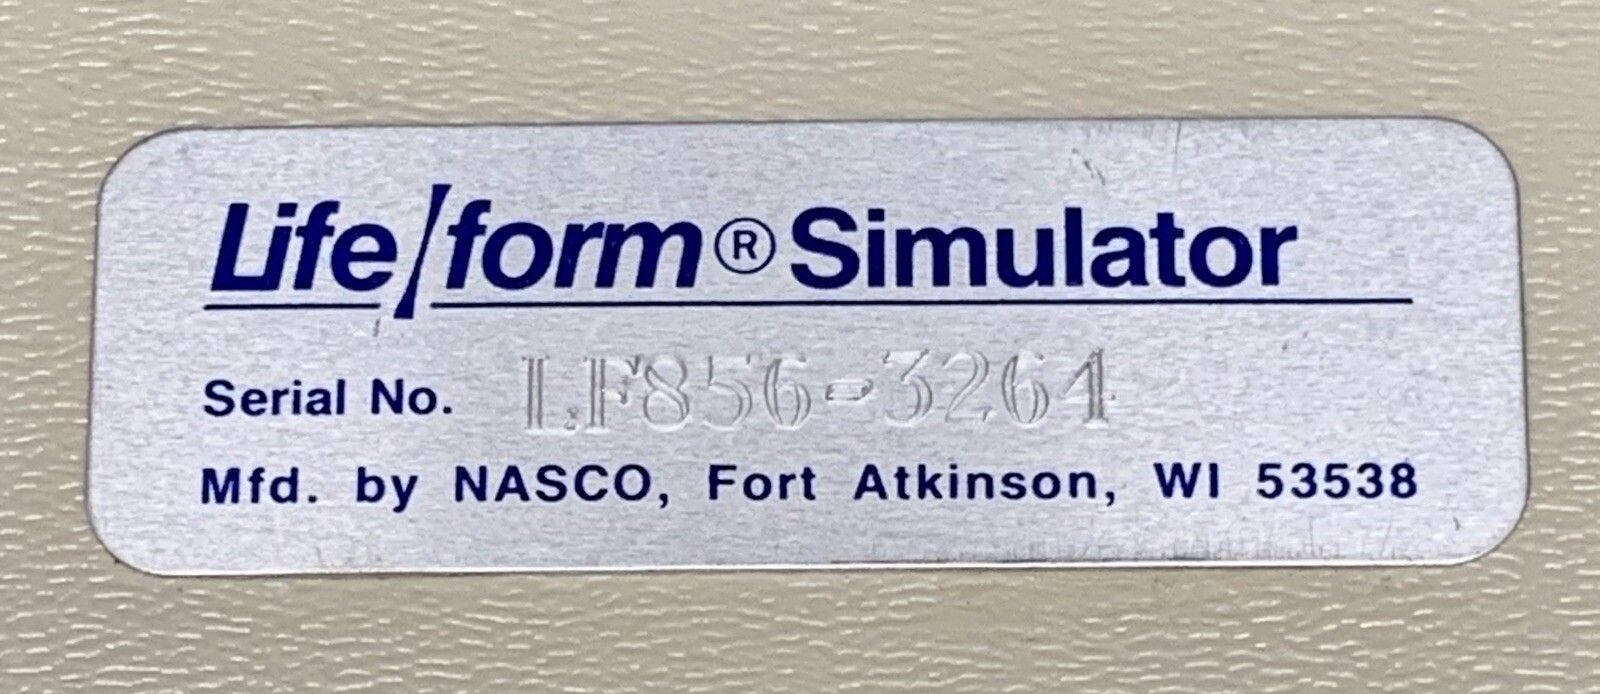 Life/form® Simulator
Serial No. LF856-3264
Mfd. by NASCO, Fort Atkinson, WI 53538